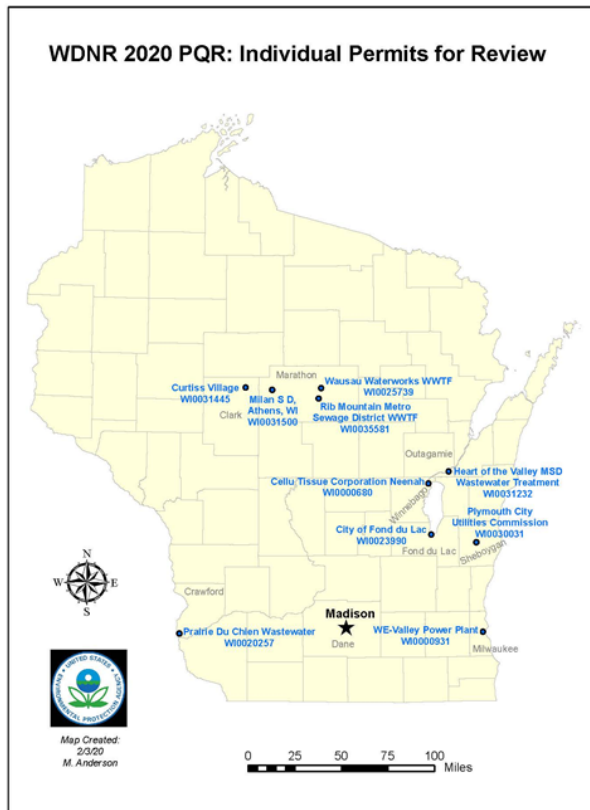 WDNR 2020 PQR: Individual Permits for Review
Marathon
Curtiss Village
WI0031445
Clark
Milan S D,
Athens, WI
WI0031500
Wausau Waterworks WWTF
WI0025739
Rib Mountain Metro
Sewage District WWTF
WI0035581
Outagamie
Heart of the Valley MSD
Wastewater Treatment
WI0031232
Cellu Tissue Corporation Neenah
WI0000680
Winnebago
Plymouth City
Utilities Commission
WI0030031
City of Fond du Lac
WI0023990
Fond du Lac
Sheboygan
N
W E
S
Crawford
Madison
Dane
Prairie Du Chien Wastewater
WI0020257
WE-Valley Power Plant
WI0000931
Milwaukee
UNITED STATES
ENVIRONMENTAL PROTECTION AGENCY
Map Created:
2/3/20
M. Anderson
0 25 50 100
Miles